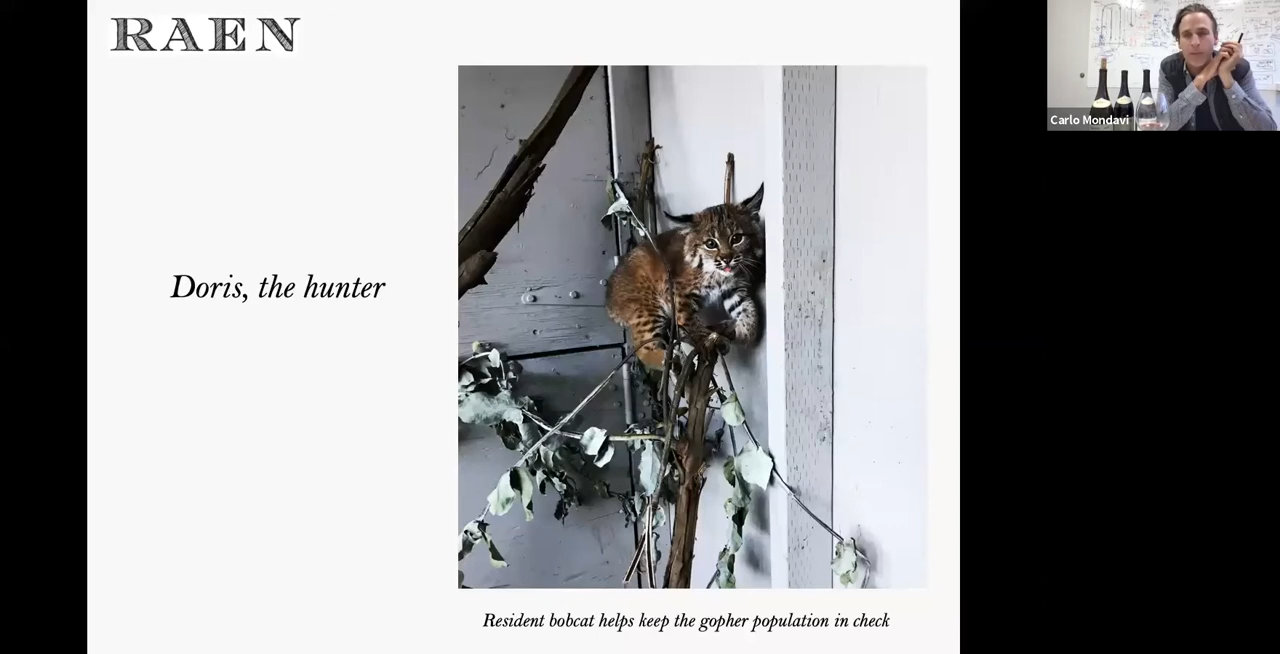 RAEN
Carlo Mondavi
Doris, the hunter
Resident bobcat helps keep the gopher population in check